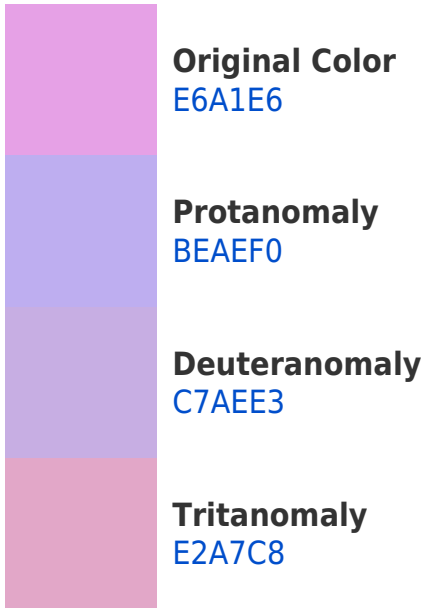 Original Color
E6A1E6
Protanomaly
BEAEF0
Deuteranomaly
C7AEE3
Tritanomaly
E2A7C8